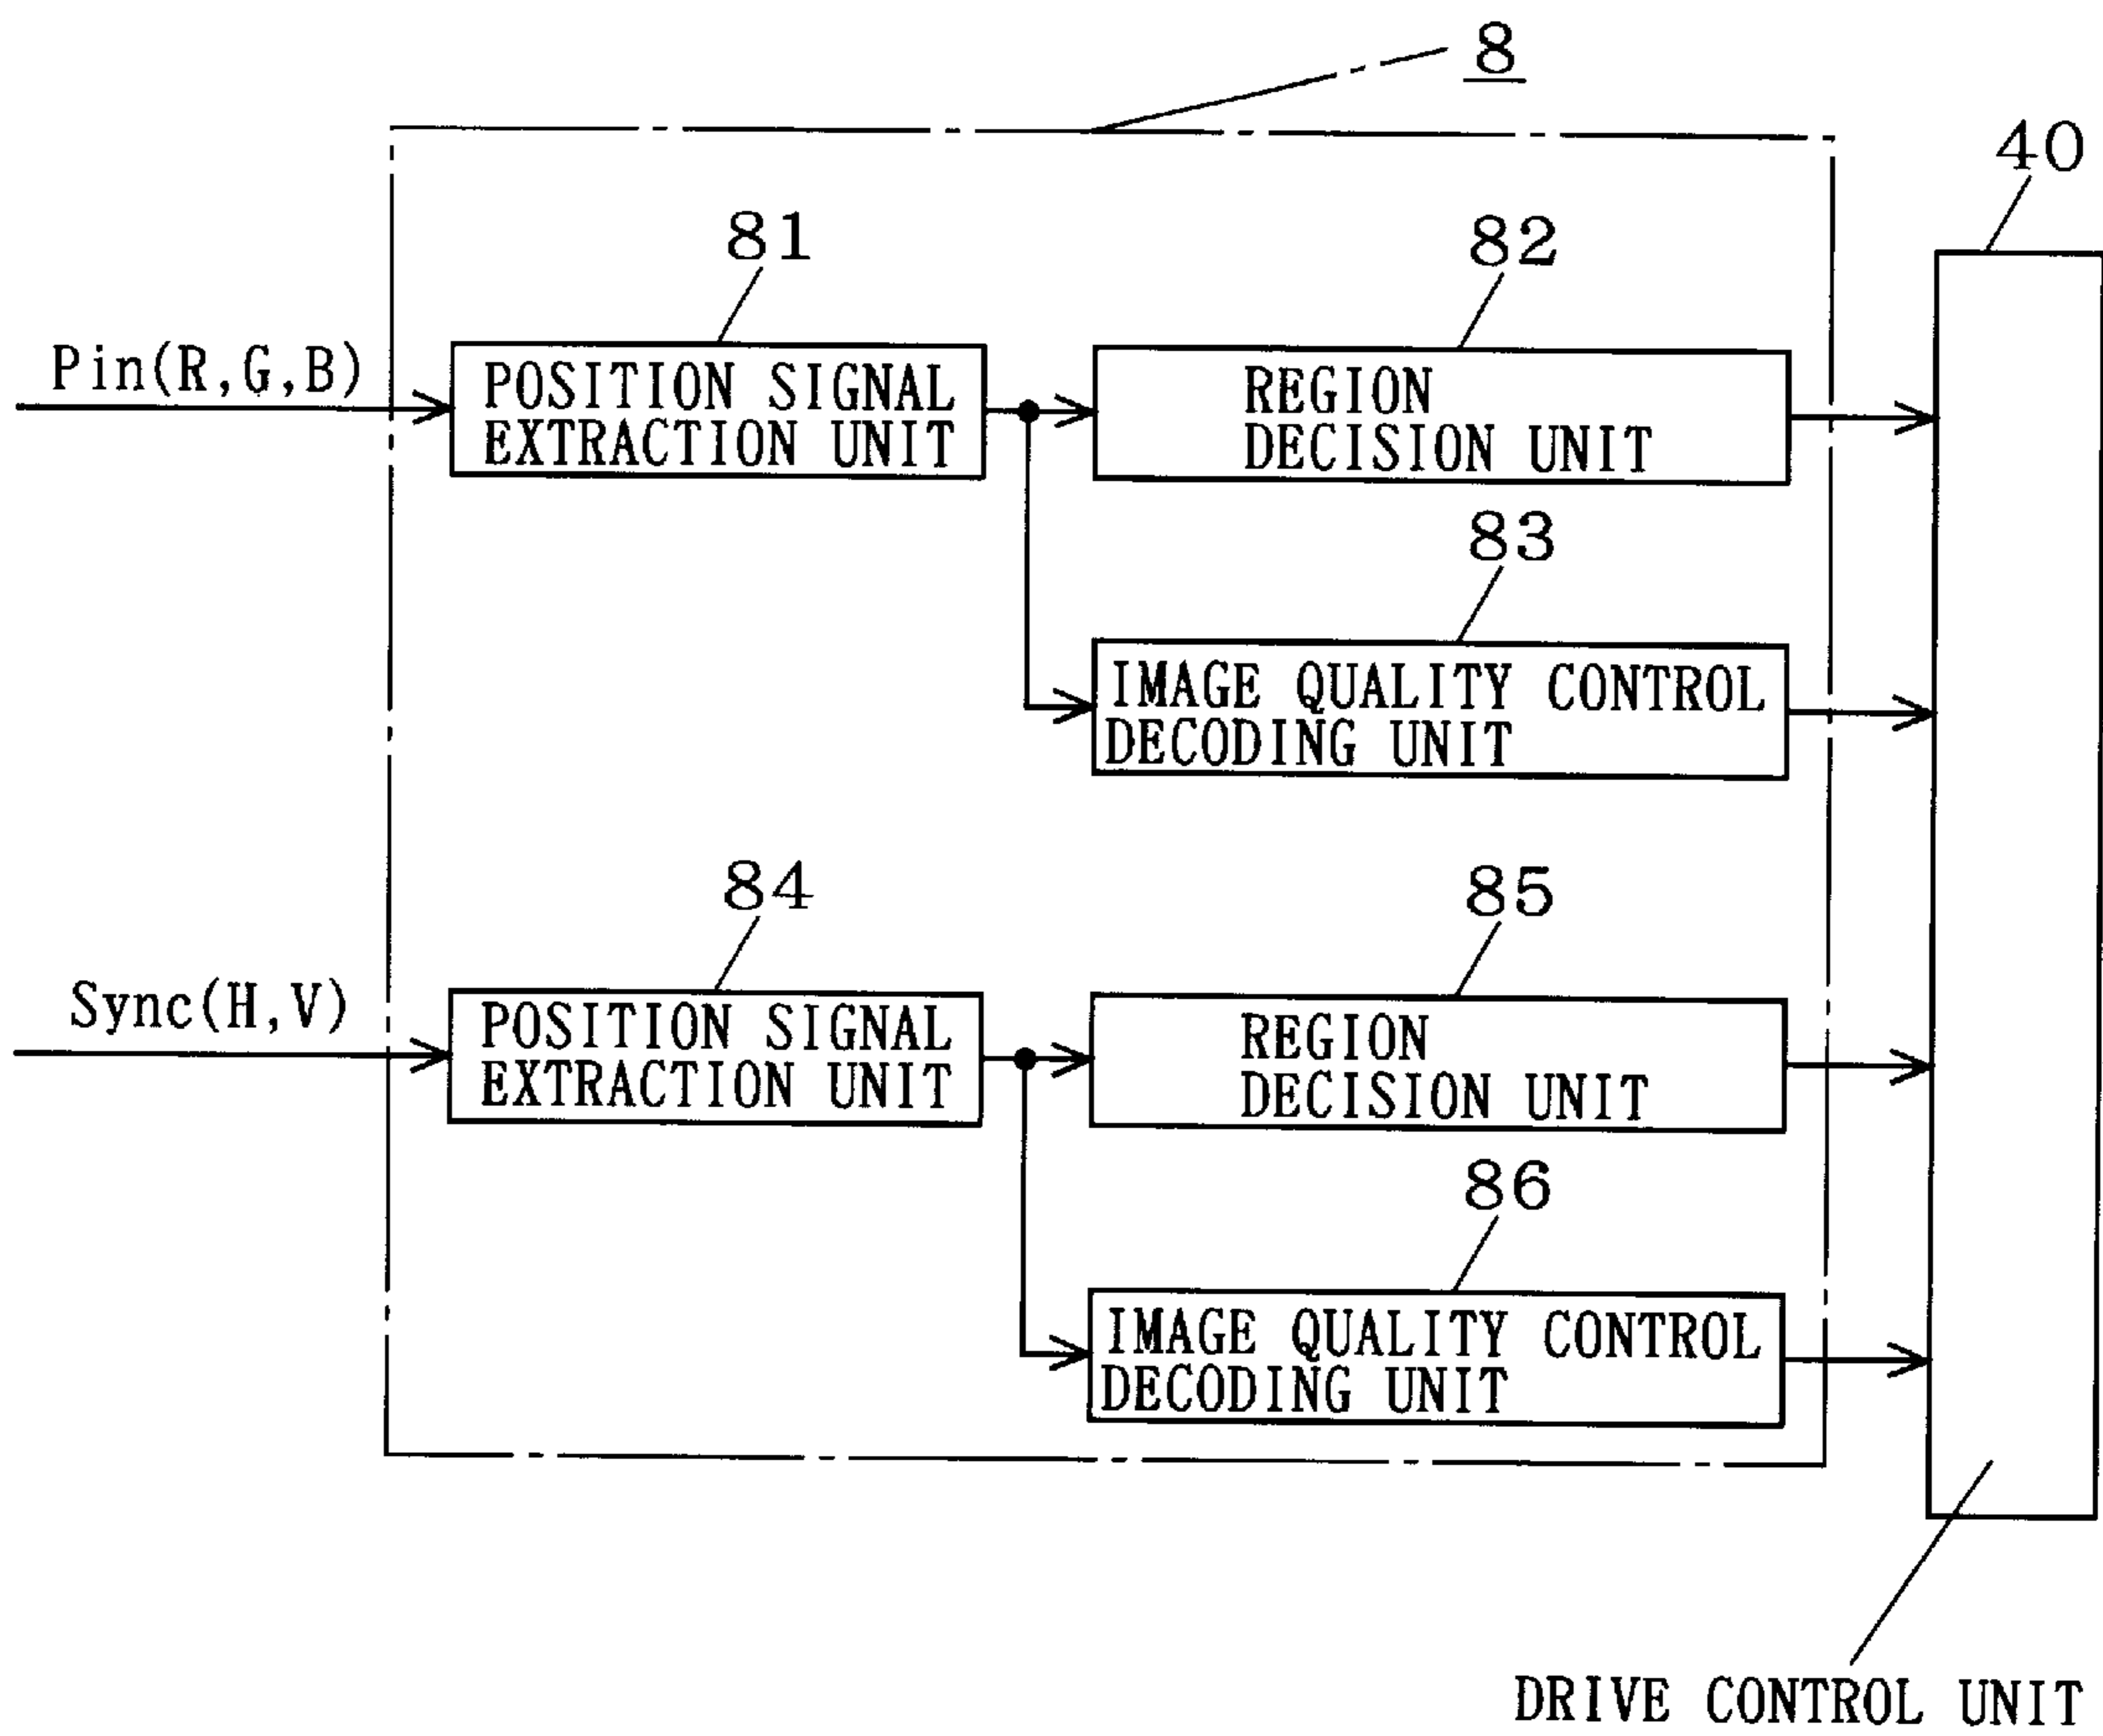 8
40
81
82
Pin(R,G,B)
POSITION SIGNAL
EXTRACTION UNIT
REGION
DECISION UNIT
83
IMAGE QUALITY CONTROL
DECODING UNIT
84
85
Sync(H,V)
POSITION SIGNAL
EXTRACTION UNIT
REGION
DECISION UNIT
86
IMAGE QUALITY CONTROL
DECODING UNIT
DRIVE CONTROL UNIT